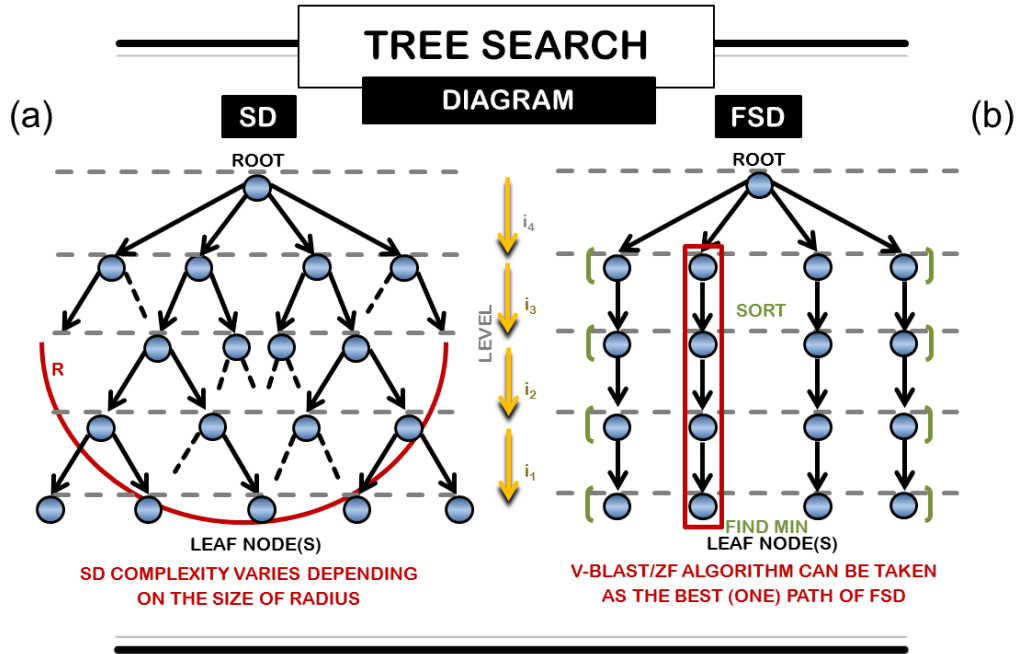 TREE SEARCH
DIAGRAM
(a)
SD
ROOT
R
LEAF NODE(S)
SD COMPLEXITY VARIES DEPENDING
ON THE SIZE OF RADIUS
LEVEL
i4
i3
i2
i1
(b)
FSD
ROOT
SORT
FIND MIN
LEAF NODE(S)
V-BLAST/ZF ALGORITHM CAN BE TAKEN
AS THE BEST (ONE) PATH OF FSD